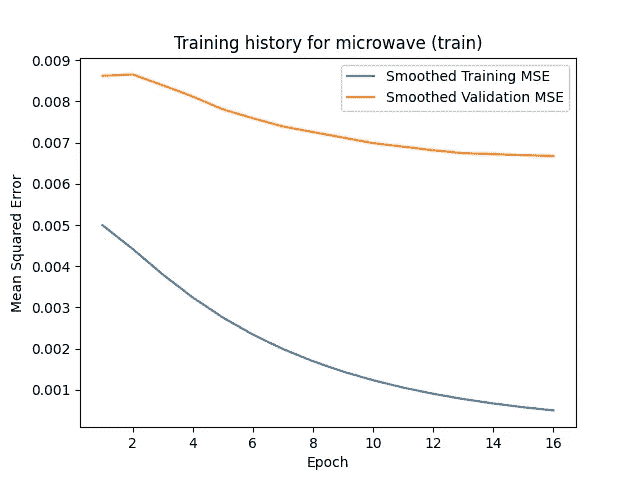 Training history for microwave (train)
Smoothed Training MSE
Smoothed Validation MSE
Mean Squared Error
0.009
0.008
0.007
0.006
0.005
0.004
0.003
0.002
0.001
2 4 6 8 10 12 14 16
Epoch